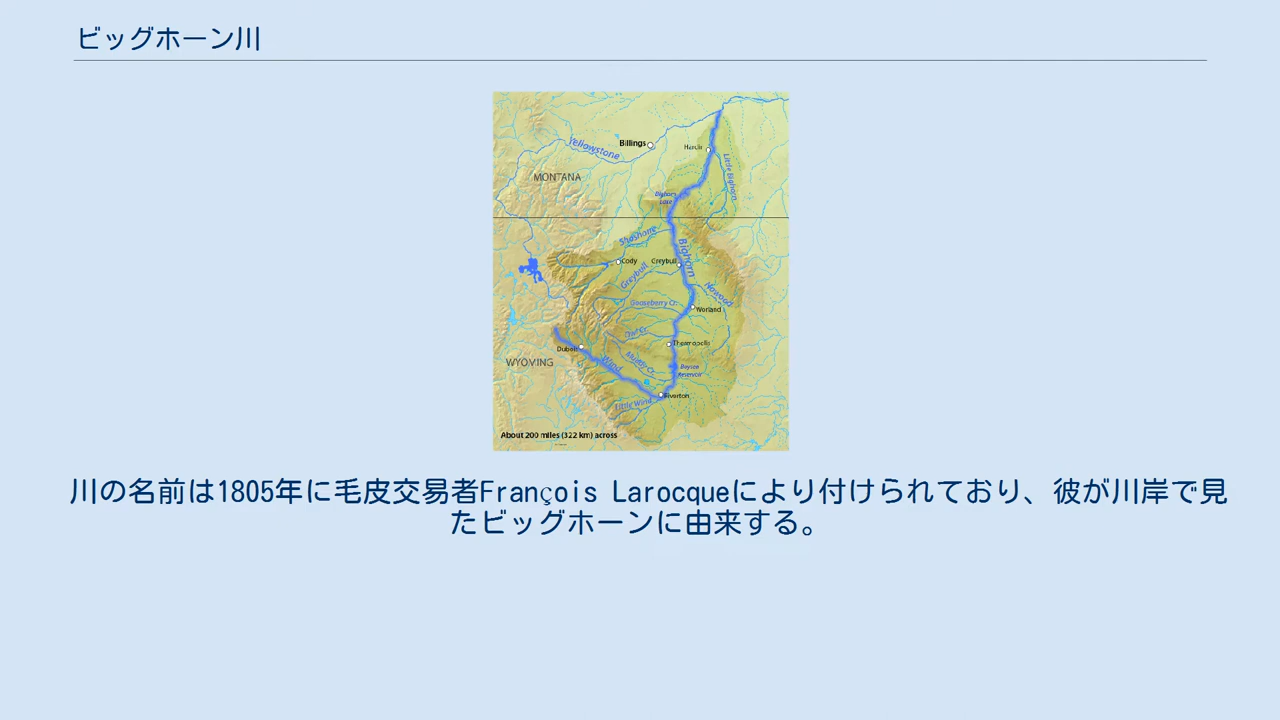 ビッグホーン川
Yellowstone
Billings
Hardin
Little Bighorn
MONTANA
Bighorn
Lake
Shoshone
Bighorn
Cody
Greybull
Greybull
Nowood
Gooseberry Cr.
Worland
Owl Cr.
Thermopolis
Dubois
Muddy Cr.
WYOMING
Wind
Boysen
Reservoir
Riverton
Little Wind
About 200 miles (322 km) across
川の名前は1805年に毛皮交易者François Larocqueにより付けられており、彼が川岸で見
たビッグホーンに由来する。